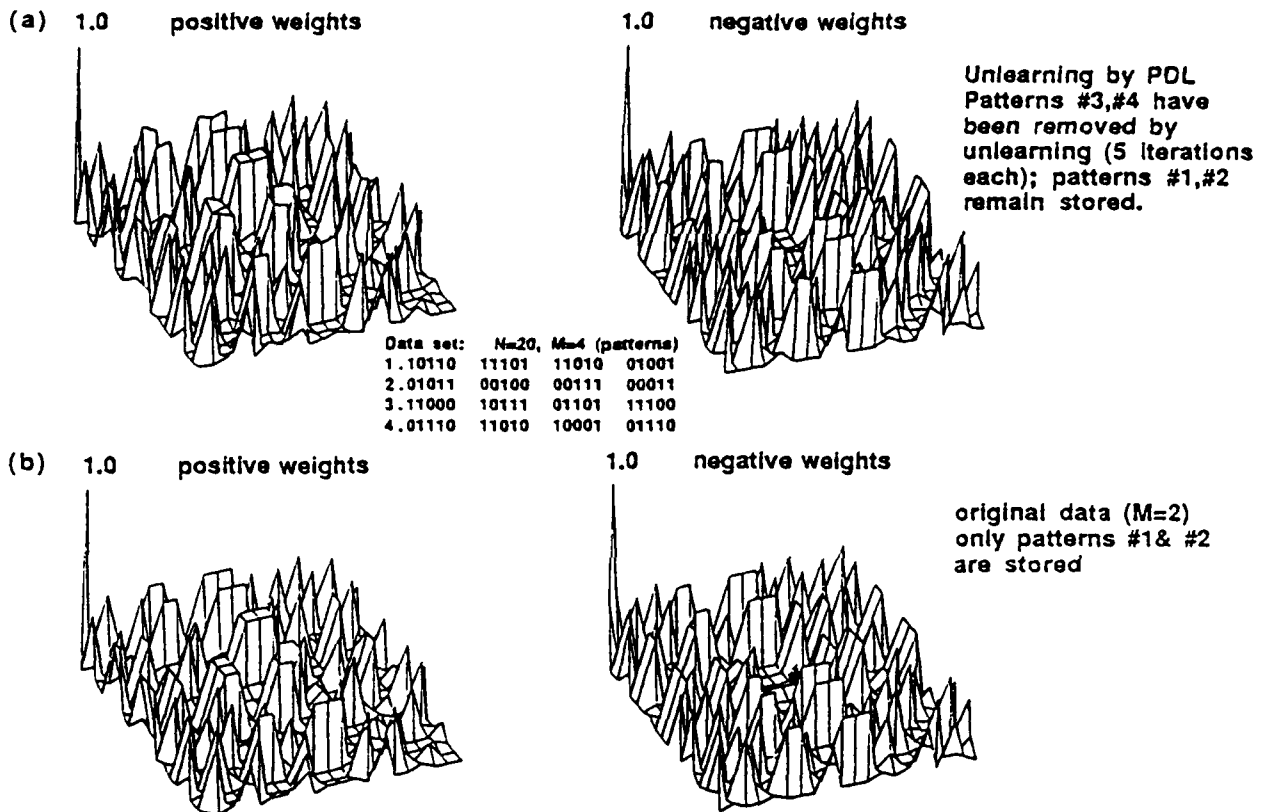 (a) 1.0 positive weights 1.0 negative weights
Unlearning by PDL
Patterns #3,#4 have
been removed by
unlearning (5 iterations
each); patterns #1,#2
remain stored.
Data set: N=20, M=4 (patterns)
1.10110 11101 11010 01001
2.01011 00100 00111 00011
3.11000 10111 01101 11100
4.01110 11010 10001 01110
(b) 1.0 positive weights 1.0 negative weights
original data (M=2)
only patterns #1& #2
are stored